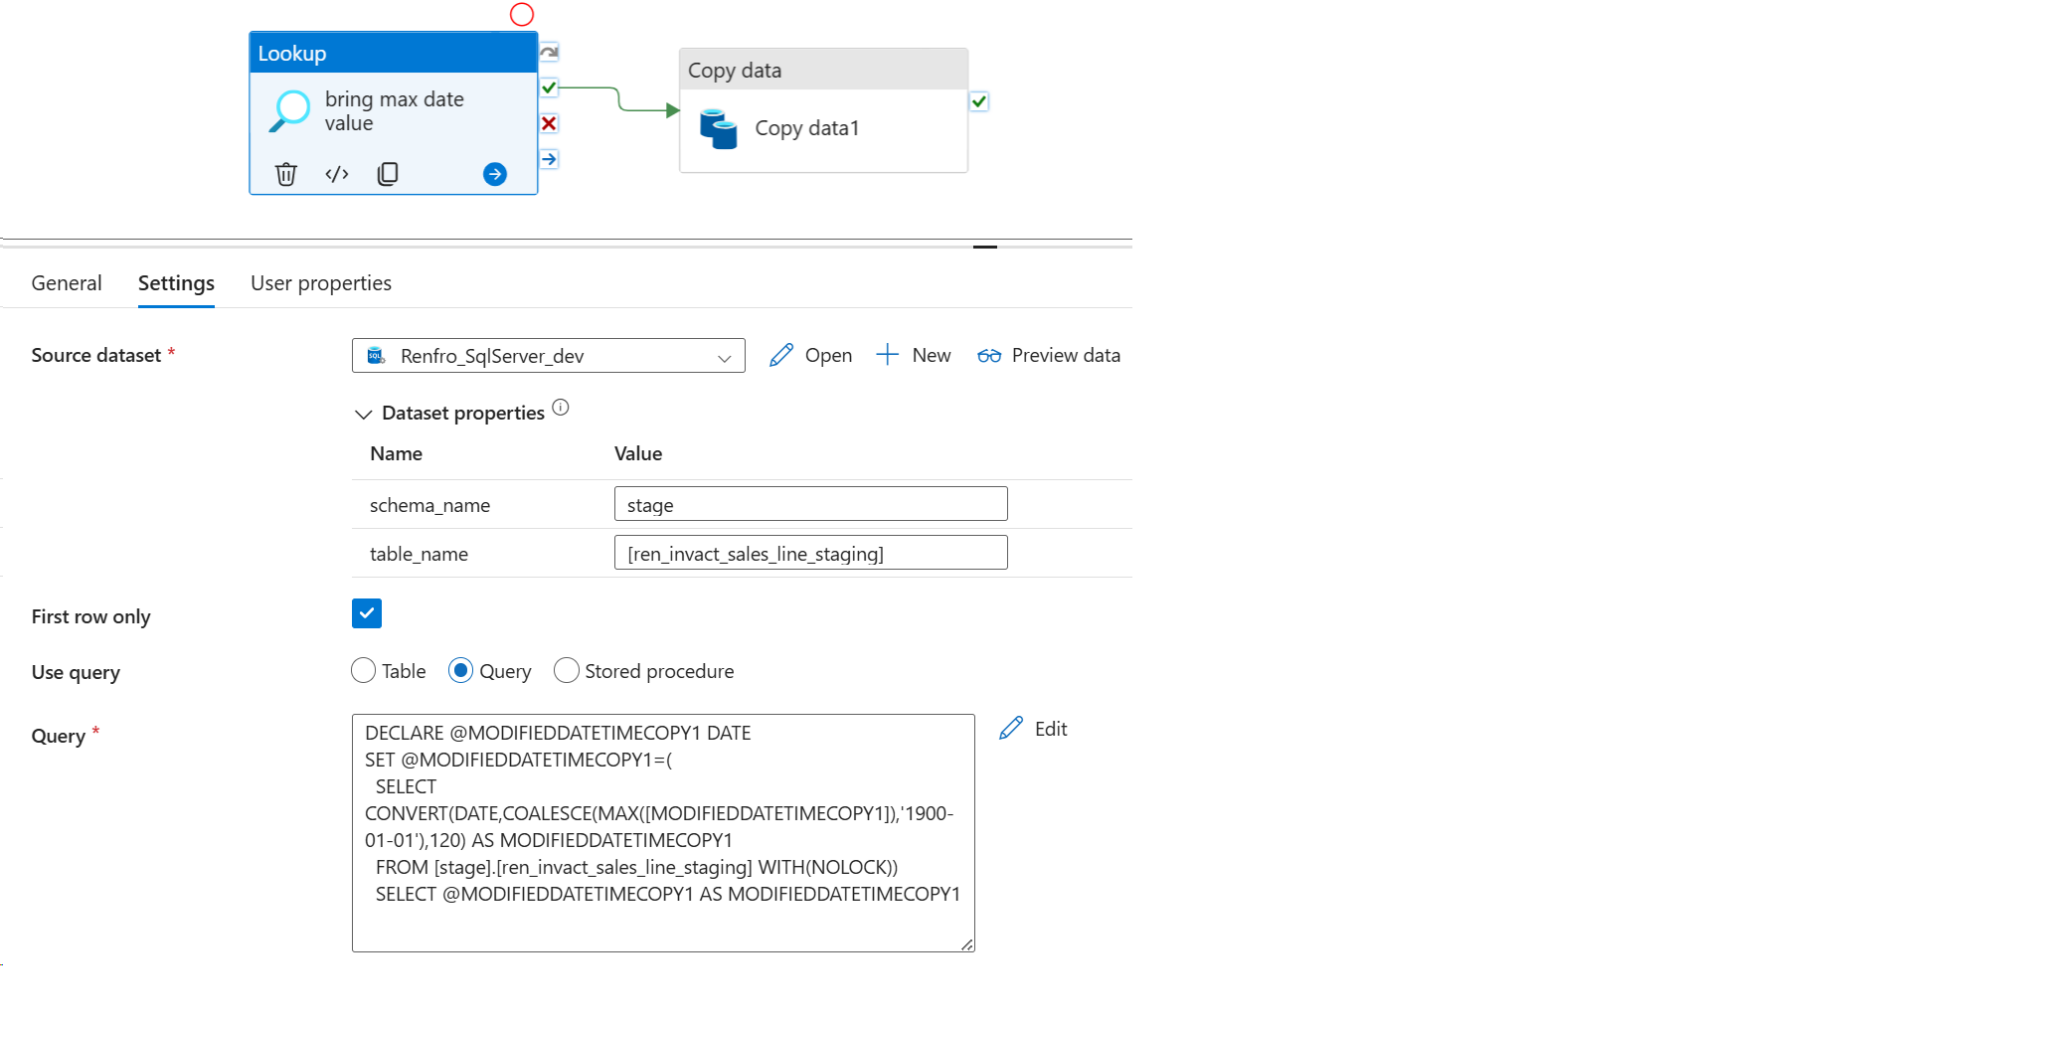 Lookup
bring max date
value
Copy data
Copy data1
General
Settings
User properties
Source dataset *
Renfro_SqlServer_dev
Open
New
Preview data
Dataset properties
Name
Value
schema_name
stage
table_name
[ren_invact_sales_line_staging]
First row only
Use query
Table
Query
Stored procedure
Query *
DECLARE @MODIFIEDDATETIMECOPY1 DATE
SET @MODIFIEDDATETIMECOPY1=(
SELECT
CONVERT(DATE,COALESCE(MAX([MODIFIEDDATETIMECOPY1]),'1900-
01-01'),120) AS MODIFIEDDATETIMECOPY1
FROM [stage].[ren_invact_sales_line_staging] WITH(NOLOCK))
SELECT @MODIFIEDDATETIMECOPY1 AS MODIFIEDDATETIMECOPY1
Edit